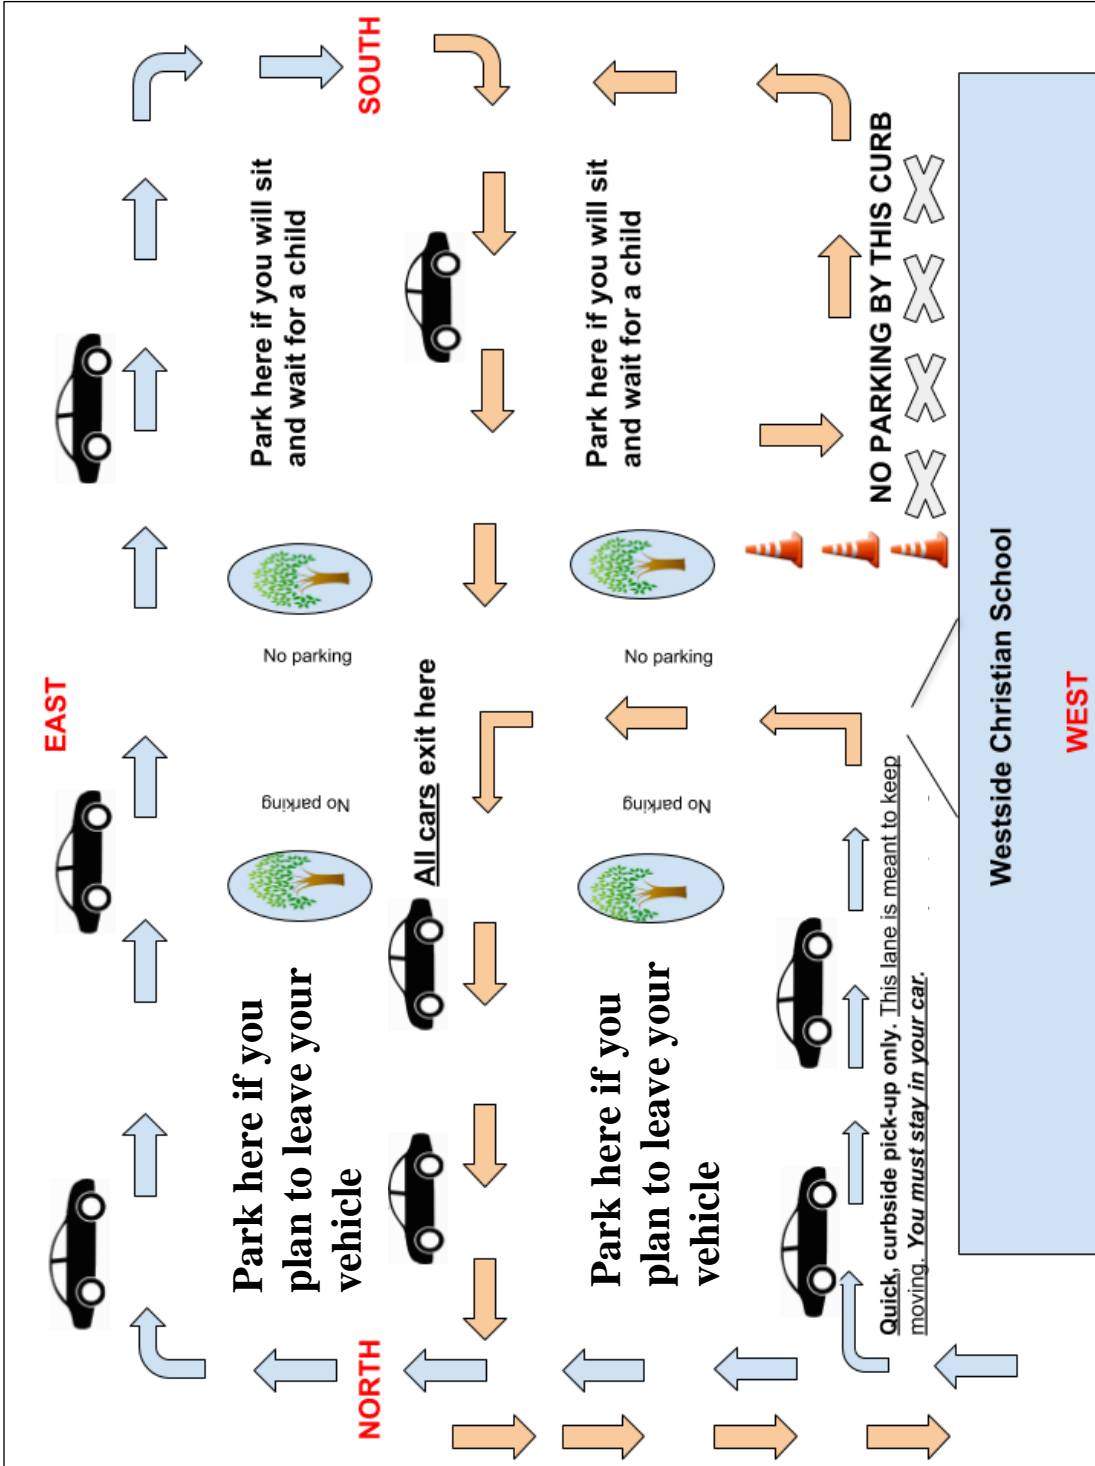 EAST
NORTH
SOUTH
Park here if you
plan to leave your
vehicle
No parking
No parking
Park here if you will sit
and wait for a child
All cars exit here
Park here if you
plan to leave your
vehicle
No parking
No parking
Park here if you will sit
and wait for a child
Quick, curbside pick-up only. This lane is meant to keep
moving. You must stay in your car.
NO PARKING BY THIS CURB
Westside Christian School
WEST